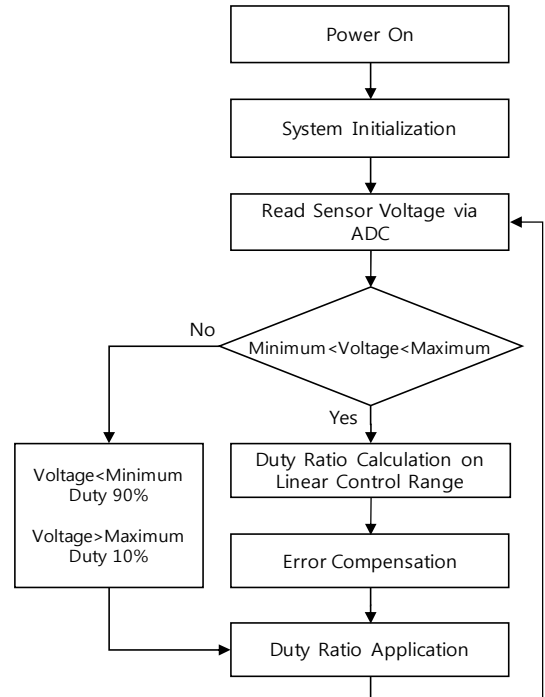 Power On
System Initialization
Read Sensor Voltage via
ADC
No
Minimum<Voltage<Maximum
Yes
Voltage<Minimum
Duty 90%
Voltage>Maximum
Duty 10%
Duty Ratio Calculation on
Linear Control Range
Error Compensation
Duty Ratio Application